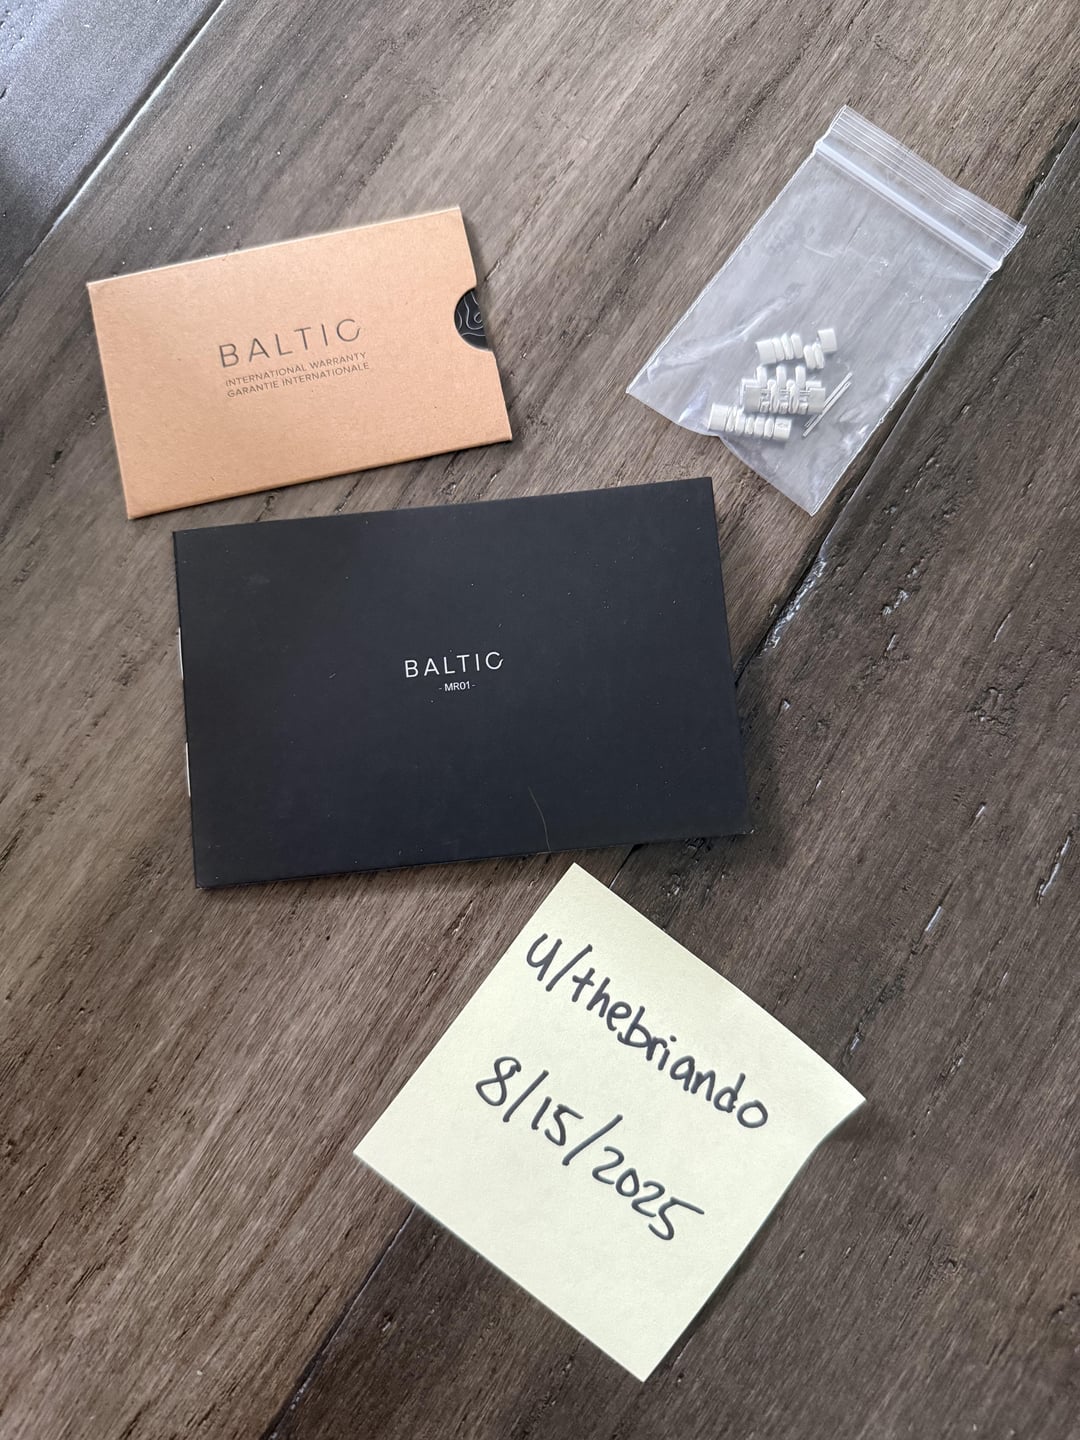 BALTIC
INTERNATIONAL WARRANTY
GARANTIE INTERNATIONALE
BALTIC
- MR01 -
u/thebriando
8/15/2025